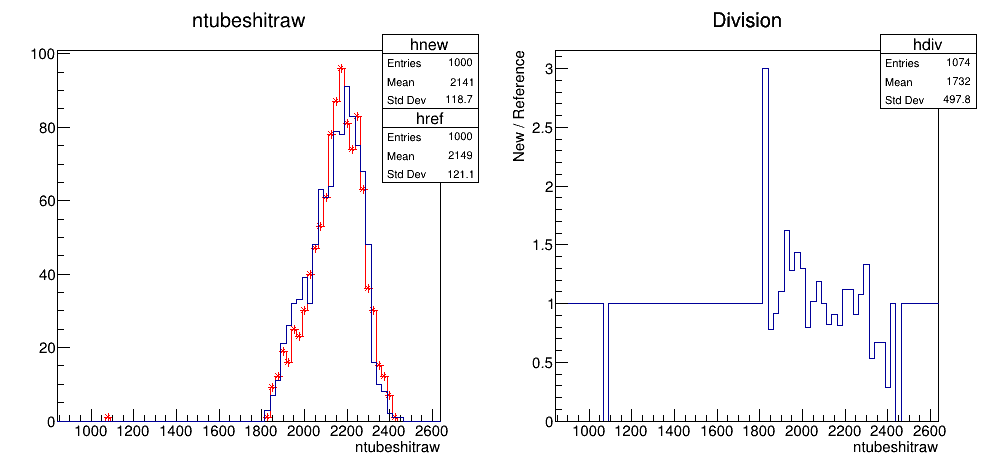 ntubeshitraw
hnew
Entries 1000
Mean 2141
Std Dev 118.7
href
Entries 1000
Mean 2149
Std Dev 121.1
100
80
60
40
20
0
1000 1200 1400 1600 1800 2000 2200 2400 2600
ntubeshitraw
Division
hdiv
Entries 1074
Mean 1732
Std Dev 497.8
New / Reference
3
2.5
2
1.5
1
0.5
0
1000 1200 1400 1600 1800 2000 2200 2400 2600
ntubeshitraw